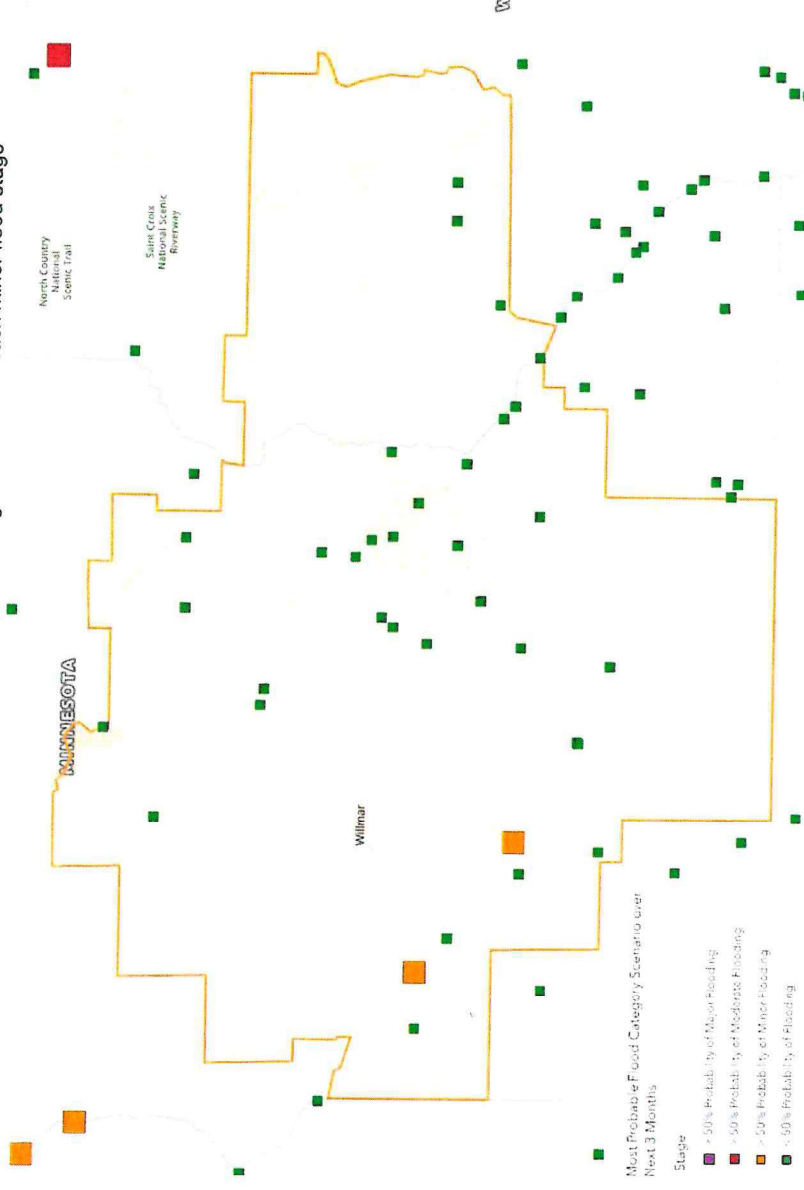 minor flood stage
North Country
National
Scenic Trail
Saint Croix
National Scenic
Riverway
MINNESOTA
Willmar
Most Probable Flood Category Scenario over
Next 3 Months
Stage
> 50% Probability of Major Flooding
> 50% Probability of Moderate Flooding
> 50% Probability of Minor Flooding
< 50% Probability of Flooding